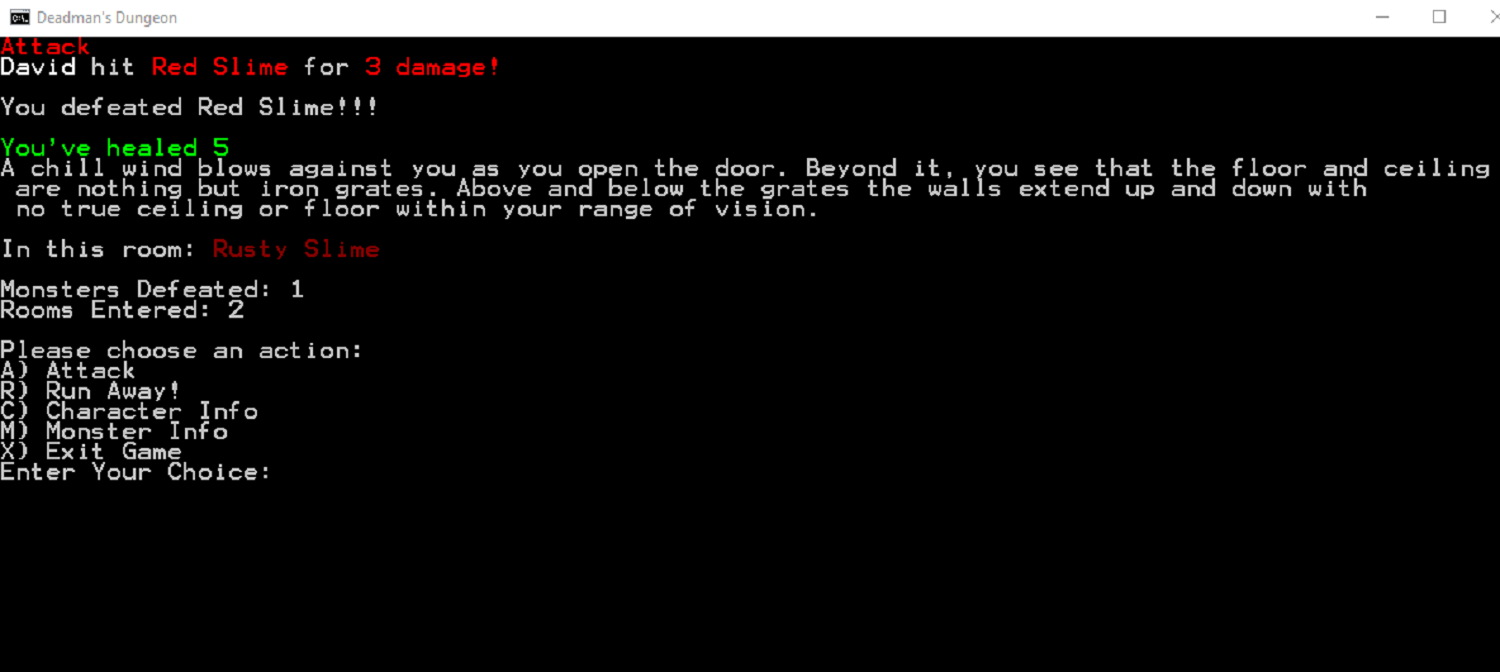 Deadman's Dungeon
Attack
David hit Red Slime for 3 damage!
You defeated Red Slime!!!
You've healed 5
A chill wind blows against you as you open the door. Beyond it, you see that the floor and ceiling
are nothing but iron grates. Above and below the grates the walls extend up and down with
no true ceiling or floor within your range of vision.
In this room: Rusty Slime
Monsters Defeated: 1
Rooms Entered: 2
Please choose an action:
A) Attack
R) Run Away!
C) Character Info
M) Monster Info
X) Exit Game
Enter Your Choice: